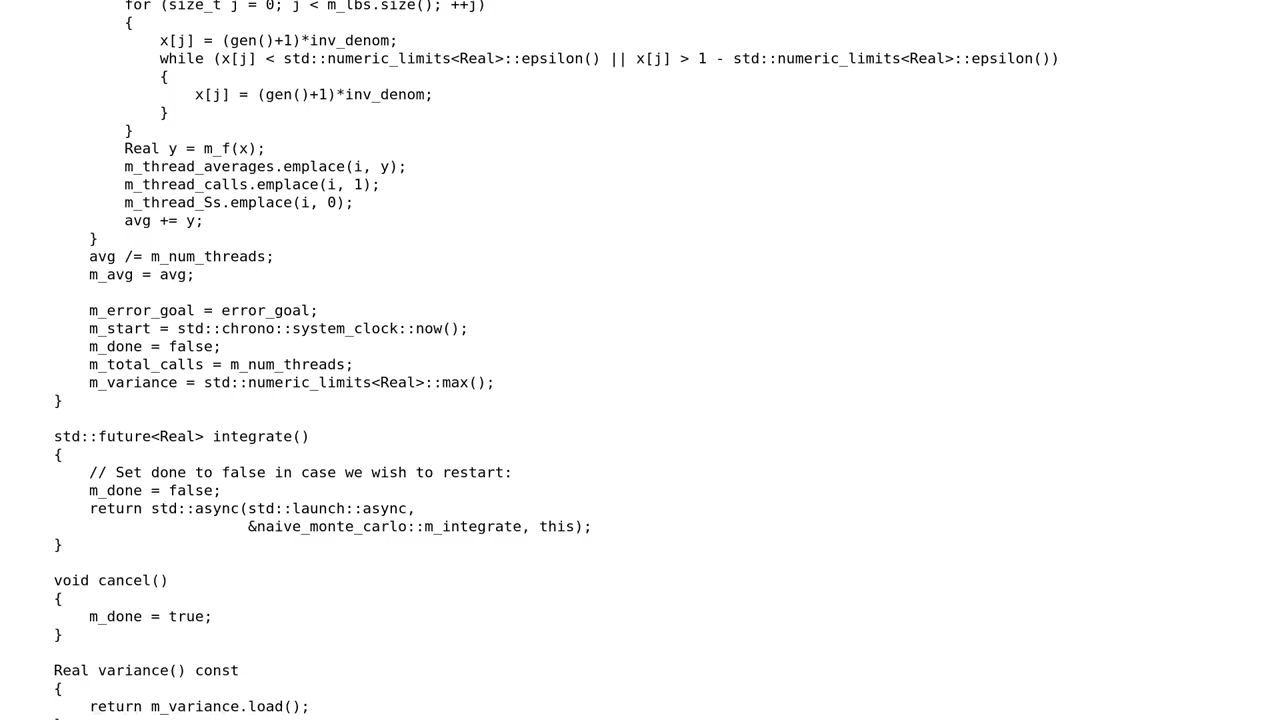 for (size_t j = 0; j < m_lbs.size(); ++j)
{
x[j] = (gen()+1)*inv_denom;
while (x[j] < std::numeric_limits<Real>::epsilon() || x[j] > 1 - std::numeric_limits<Real>::epsilon())
{
x[j] = (gen()+1)*inv_denom;
}
}
Real y = m_f(x);
m_thread_averages.emplace(i, y);
m_thread_calls.emplace(i, 1);
m_thread_Ss.emplace(i, 0);
avg += y;
}
avg /= m_num_threads;
m_avg = avg;

m_error_goal = error_goal;
m_start = std::chrono::system_clock::now();
m_done = false;
m_total_calls = m_num_threads;
m_variance = std::numeric_limits<Real>::max();
}

std::future<Real> integrate()
{
// Set done to false in case we wish to restart:
m_done = false;
return std::async(std::launch::async,
&naive_monte_carlo::m_integrate, this);
}

void cancel()
{
m_done = true;
}

Real variance() const
{
return m_variance.load();
}